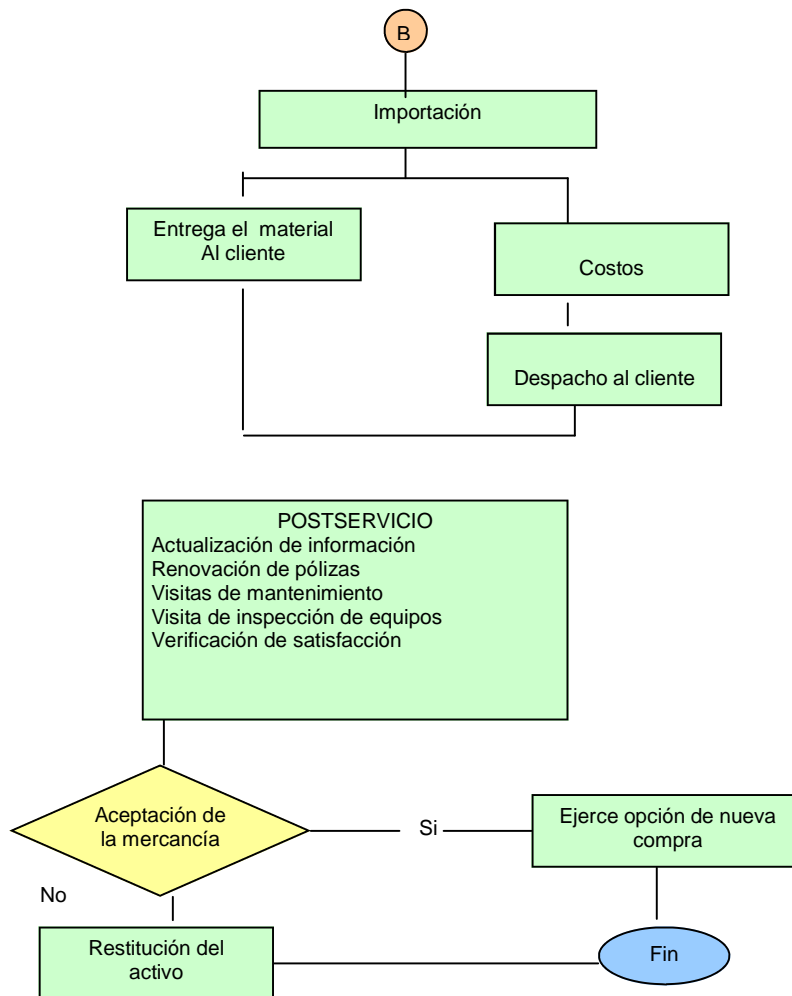 B
Importación
Entrega el material
Al cliente
Costos
Despacho al cliente
POSTSERVICIO
Actualización de información
Renovación de pólizas
Visitas de mantenimiento
Visita de inspección de equipos
Verificación de satisfacción
Aceptación de
la mercancía
Si
Ejerce opción de nueva
compra
No
Restitución del
activo
Fin